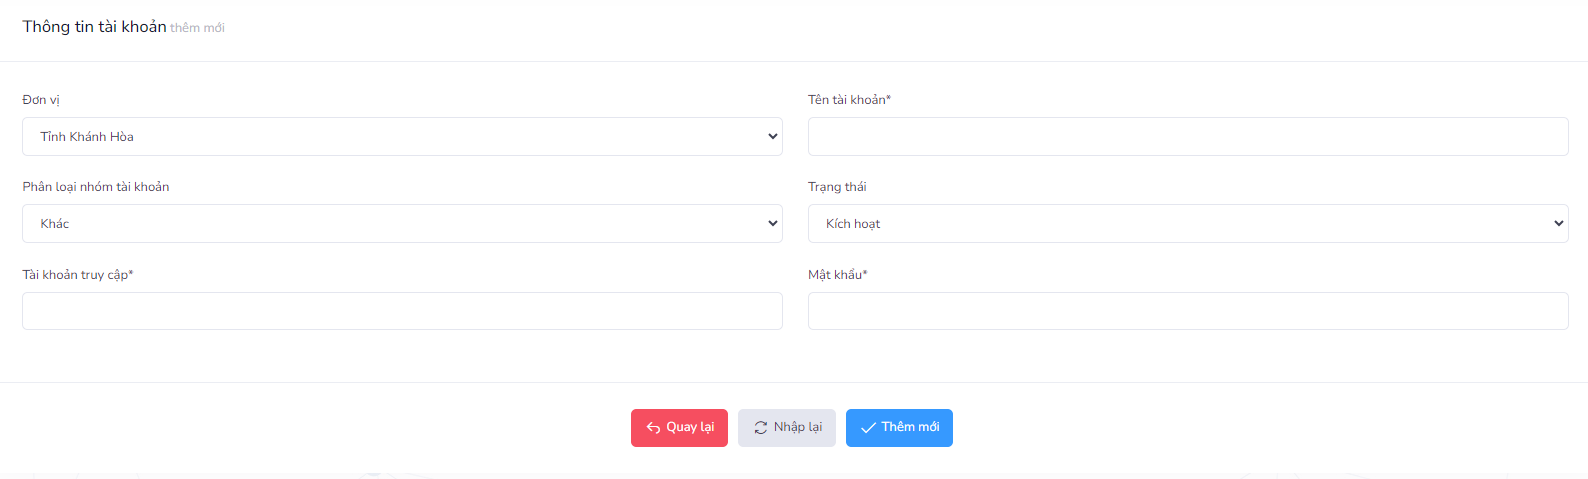 Thông tin tài khoản thêm mới
Đơn vị
Tỉnh Khánh Hòa
Tên tài khoản*
Phân loại nhóm tài khoản
Khác
Trạng thái
Kích hoạt
Tài khoản truy cập*
Mật khẩu*
Quay lại
Nhập lại
Thêm mới